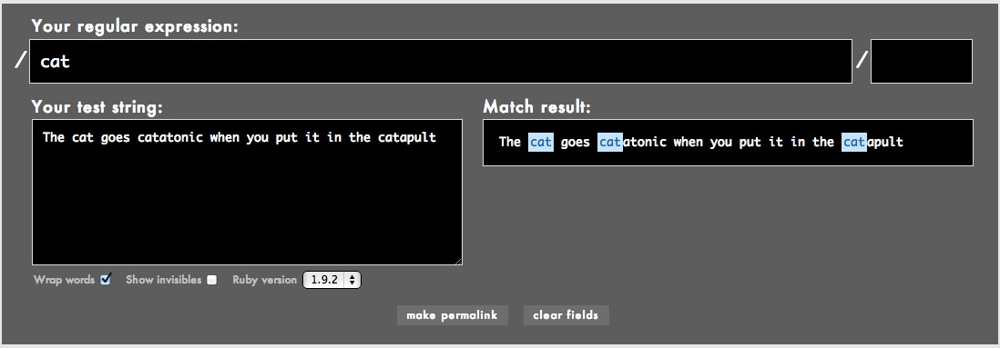 Your regular expression:
/ cat /
Your test string:
The cat goes catatonic when you put it in the catapult
Match result:
The cat goes catatonic when you put it in the catapult
Wrap words Show invisibles Ruby version 1.9.2
make permalink clear fields